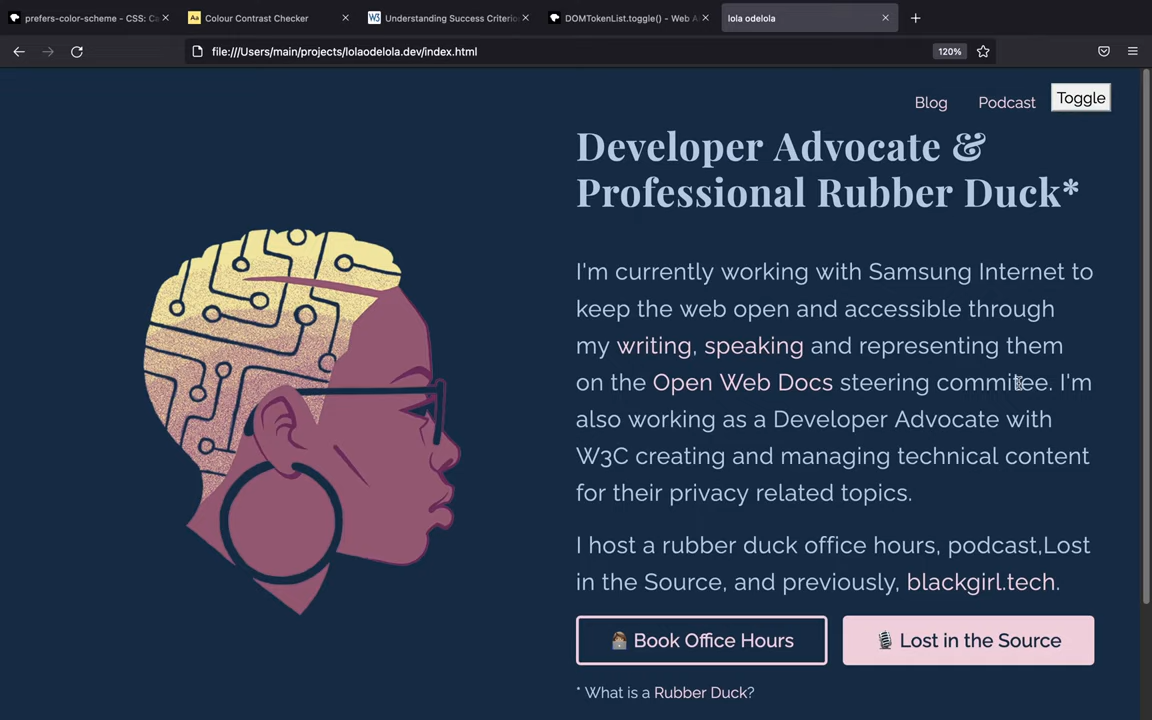 prefers-color-scheme - CSS: Ca
Colour Contrast Checker
Understanding Success Criterio
DOMTokenList.toggle() - Web A
lola odelola
file:///Users/main/projects/lolaodelola.dev/index.html
120%
Blog
Podcast
Toggle
Developer Advocate &
Professional Rubber Duck*
I'm currently working with Samsung Internet to
keep the web open and accessible through
my writing, speaking and representing them
on the Open Web Docs steering commitee. I'm
also working as a Developer Advocate with
W3C creating and managing technical content
for their privacy related topics.
I host a rubber duck office hours, podcast,Lost
in the Source, and previously, blackgirl.tech.
Book Office Hours
Lost in the Source
* What is a Rubber Duck?